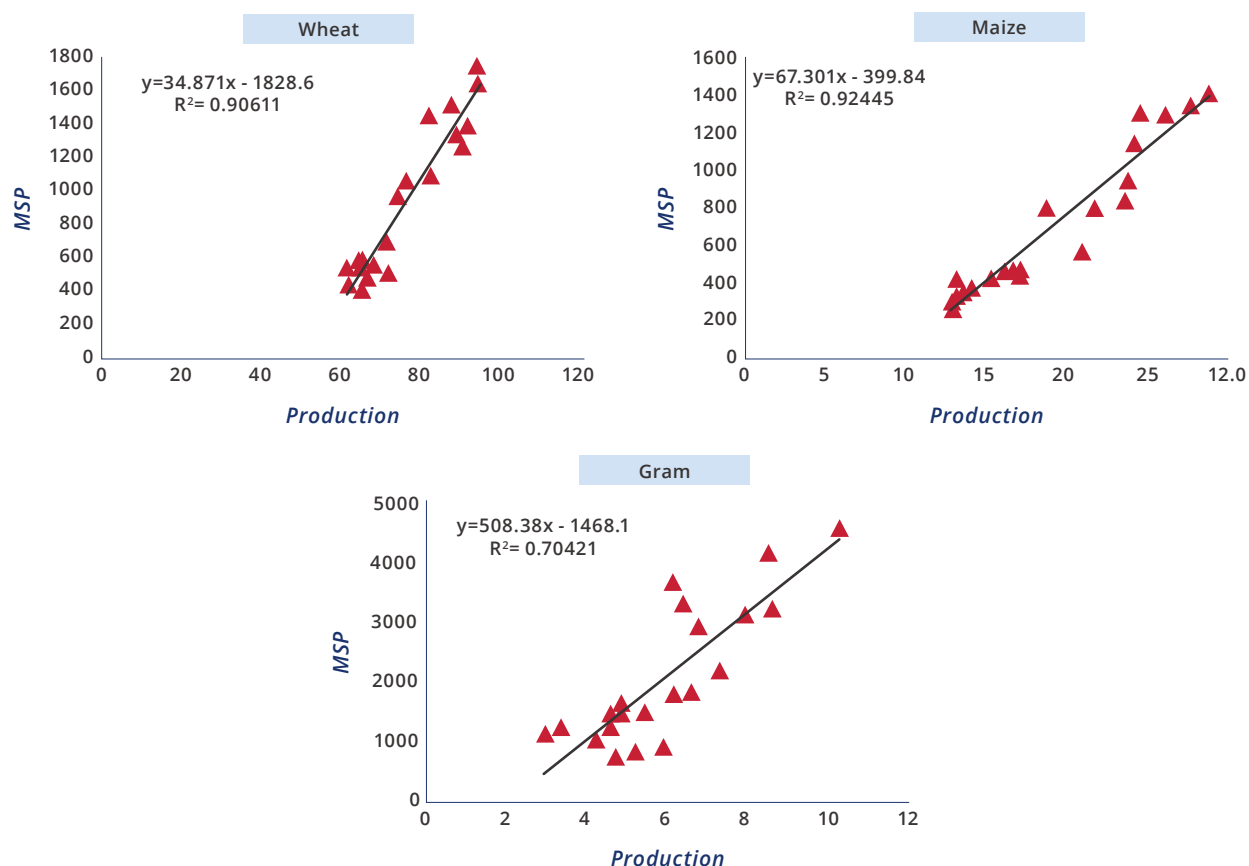 Wheat
1800
1600
1400
1200
1000
800
600
400
200
0
y=34.871x - 1828.6
R²= 0.90611
MSP
0 20 40 60 80 100 120
Production
Maize
1600
1400
1200
1000
800
600
400
200
0
y=67.301x - 399.84
R²= 0.92445
MSP
0 5 10 15 20 25 12.0
Production
Gram
5000
4000
3000
2000
1000
0
y=508.38x - 1468.1
R²= 0.70421
MSP
0 2 4 6 8 10 12
Production